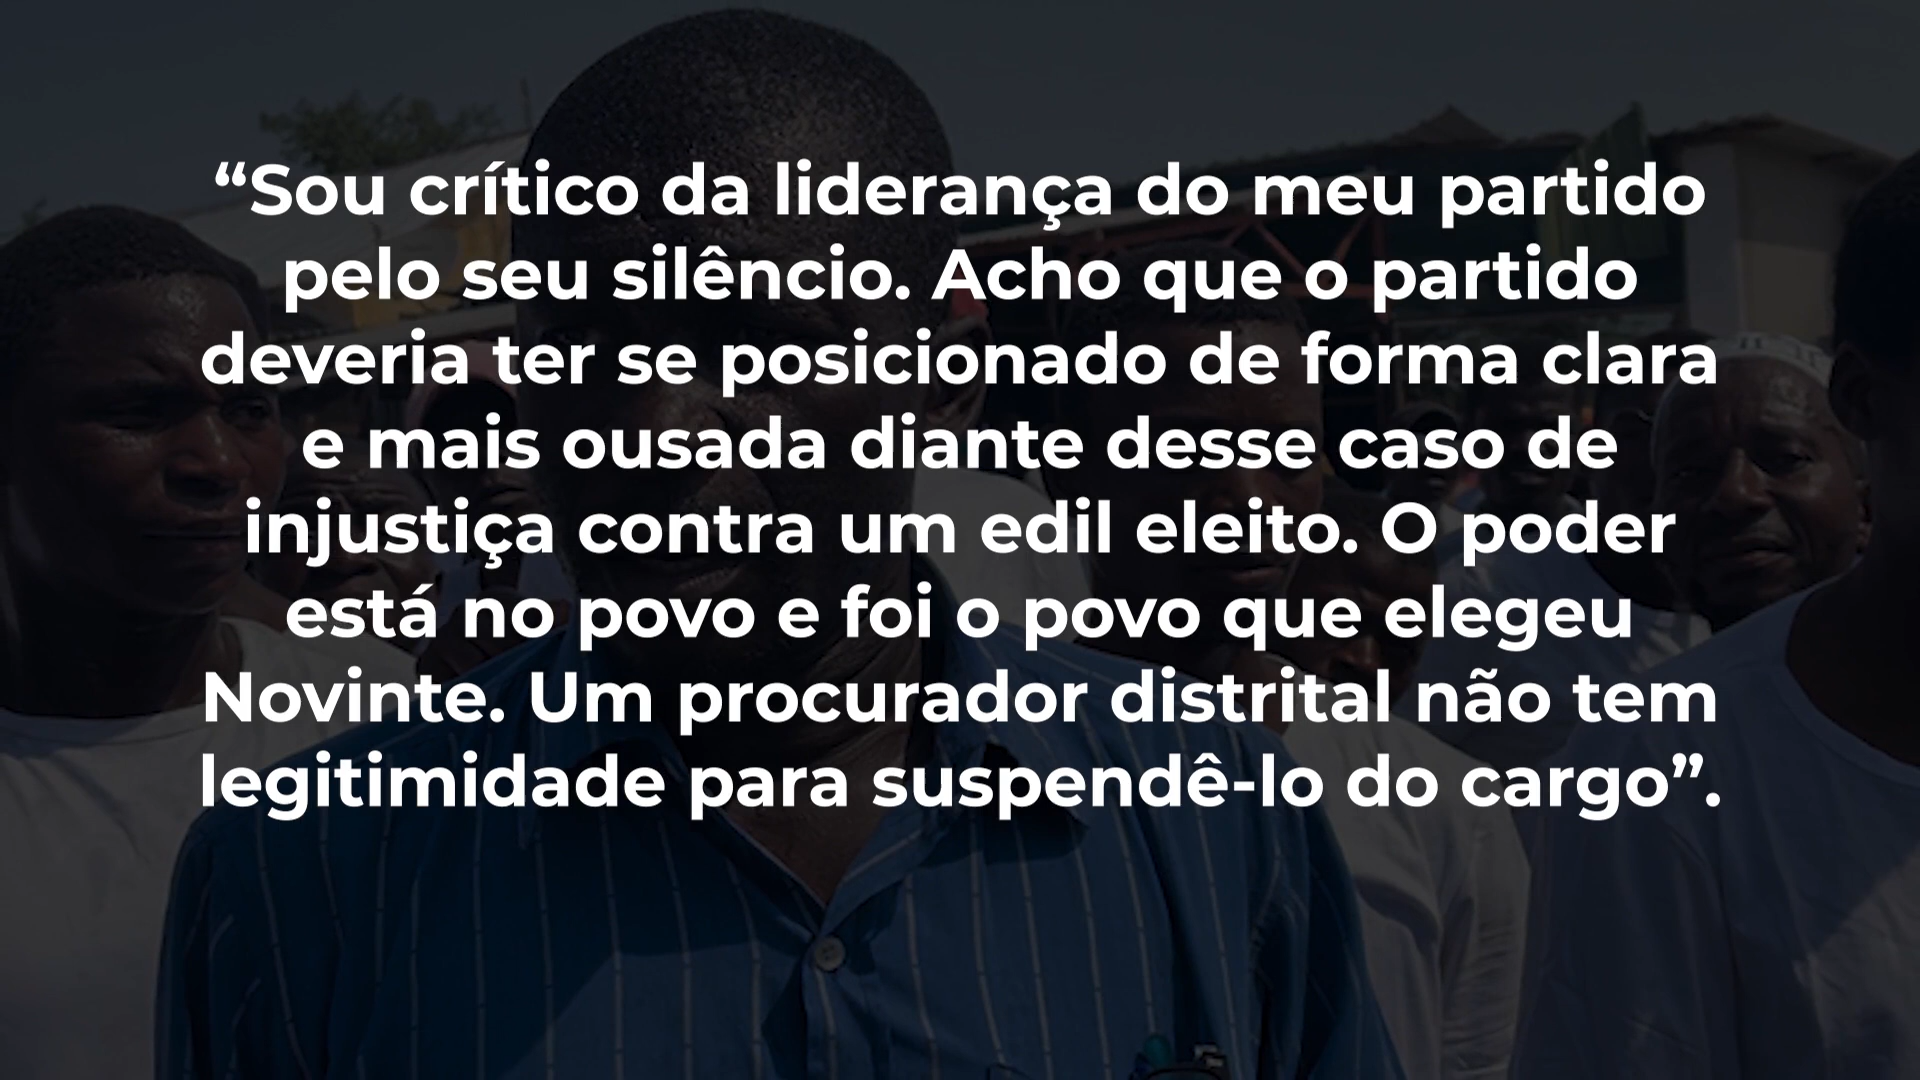 “Sou crítico da liderança do meu partido
pelo seu silêncio. Acho que o partido
deveria ter se posicionado de forma clara
e mais ousada diante desse caso de
injustiça contra um edil eleito. O poder
está no povo e foi o povo que elegeu
Novinte. Um procurador distrital não tem
legitimidade para suspendê-lo do cargo”.